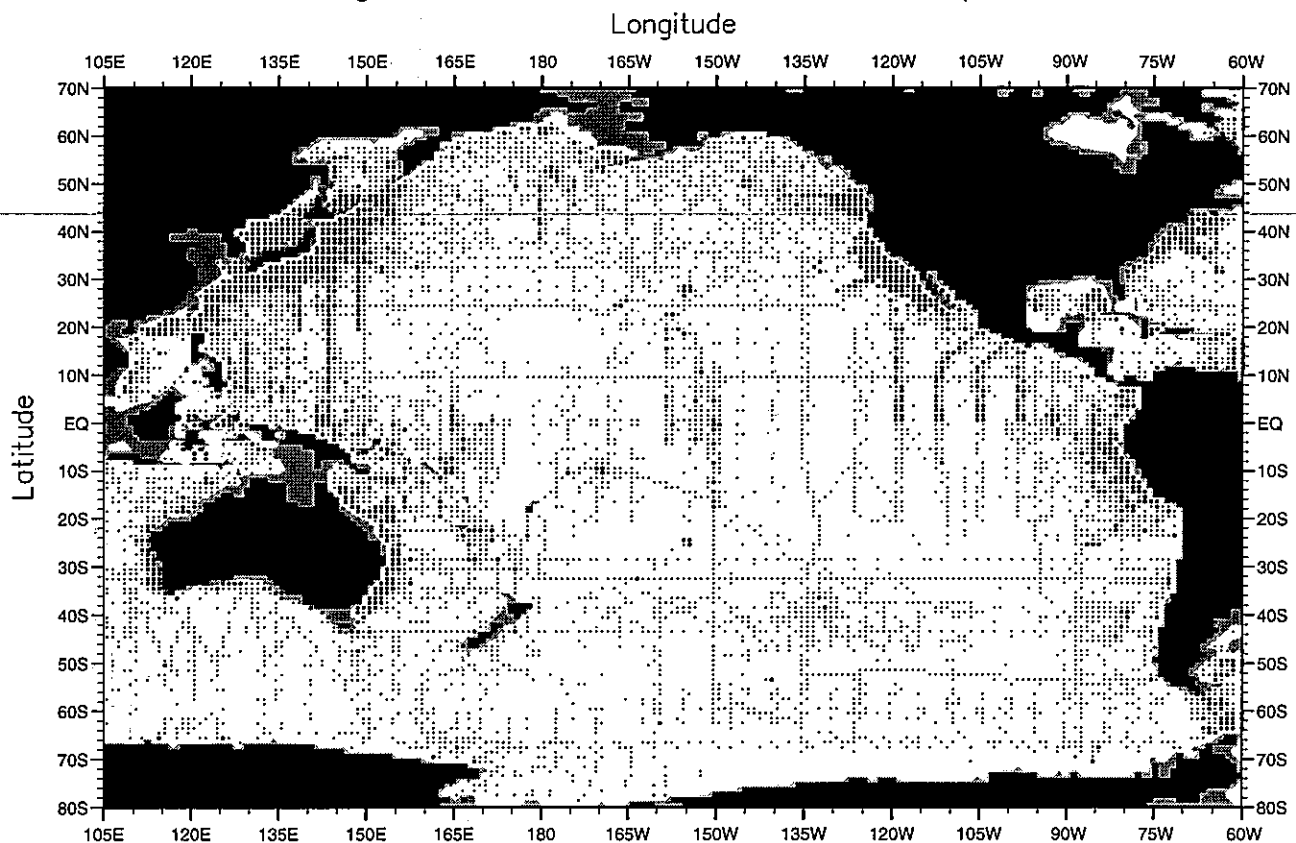 Longitude
105E 120E 135E 150E 165E 180 165W 150W 135W 120W 105W 90W 75W 60W
70N 70N
60N 60N
50N 50N
40N 40N
30N 30N
20N 20N
10N 10N
EQ EQ
Latitude
10S 10S
20S 20S
30S 30S
40S 40S
50S 50S
60S 60S
70S 70S
80S 80S
105E 120E 135E 150E 165E 180 165W 150W 135W 120W 105W 90W 75W 60W